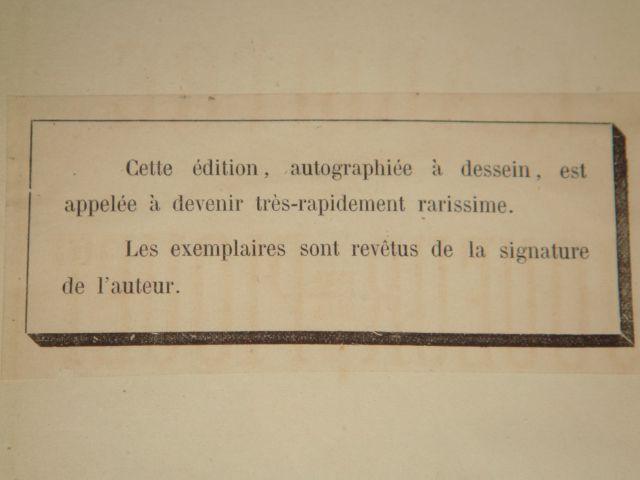 Cette édition, autographiée à dessein, est
appelée à devenir très-rapidement rarissime.
Les exemplaires sont revêtus de la signature
de l'auteur.